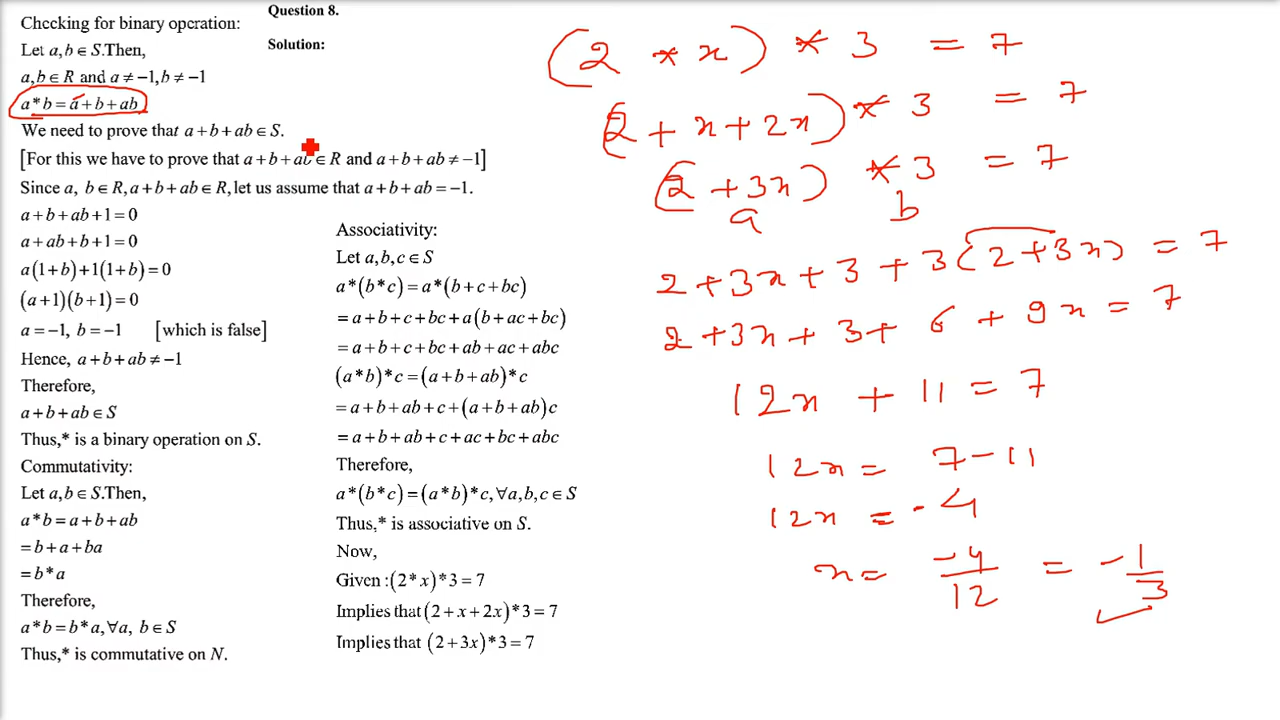 Question 8.
Solution:
Checking for binary operation:
Let a,b∈S.Then,
a,b∈R and a≠−1,b≠−1
a*b=a+b+ab
We need to prove that a+b+ab∈S.
[For this we have to prove that a+b+ab∈R and a+b+ab≠−1]
Since a, b∈R,a+b+ab∈R,let us assume that a+b+ab=−1.
a+b+ab+1=0
a+ab+b+1=0
a(1+b)+1(1+b)=0
(a+1)(b+1)=0
a=−1, b=−1 [which is false]
Hence, a+b+ab≠−1
Therefore,
a+b+ab∈S
Thus,* is a binary operation on S.
Commutativity:
Let a,b∈S.Then,
a*b=a+b+ab
=b+a+ba
=b*a
Therefore,
a*b=b*a,∀a, b∈S
Thus,* is commutative on N.
Associativity:
Let a,b,c∈S
a*(b*c)=a*(b+c+bc)
=a+b+c+bc+a(b+ac+bc)
=a+b+c+bc+ab+ac+abc
(a*b)*c=(a+b+ab)*c
=a+b+ab+c+(a+b+ab)c
=a+b+ab+c+ac+bc+abc
Therefore,
a*(b*c)=(a*b)*c,∀a,b,c∈S
Thus,* is associative on S.
Now,
Given :(2*x)*3=7
Implies that (2+x+2x)*3=7
Implies that (2+3x)*3=7
(2 * x) * 3 = 7
(2 + x + 2x) * 3 = 7
(2 + 3x) * 3 = 7
a b
2 + 3x + 3 + 3(2+3x) = 7
2 + 3x + 3 + 6 + 9x = 7
12x + 11 = 7
12x = 7 − 11
12x = -4
x = -4/12 = -1/3